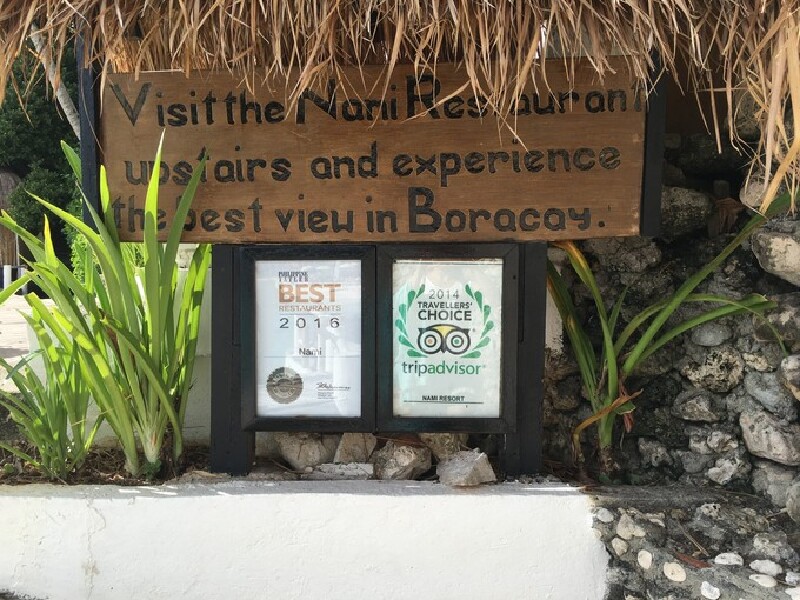 Visit the Nami Restaurant
upstairs and experience
the best view in Boracay.
BEST
RESTAURANTS
2016
Nami
2014
TRAVELLERS'
CHOICE
tripadvisor
NAMI RESORT